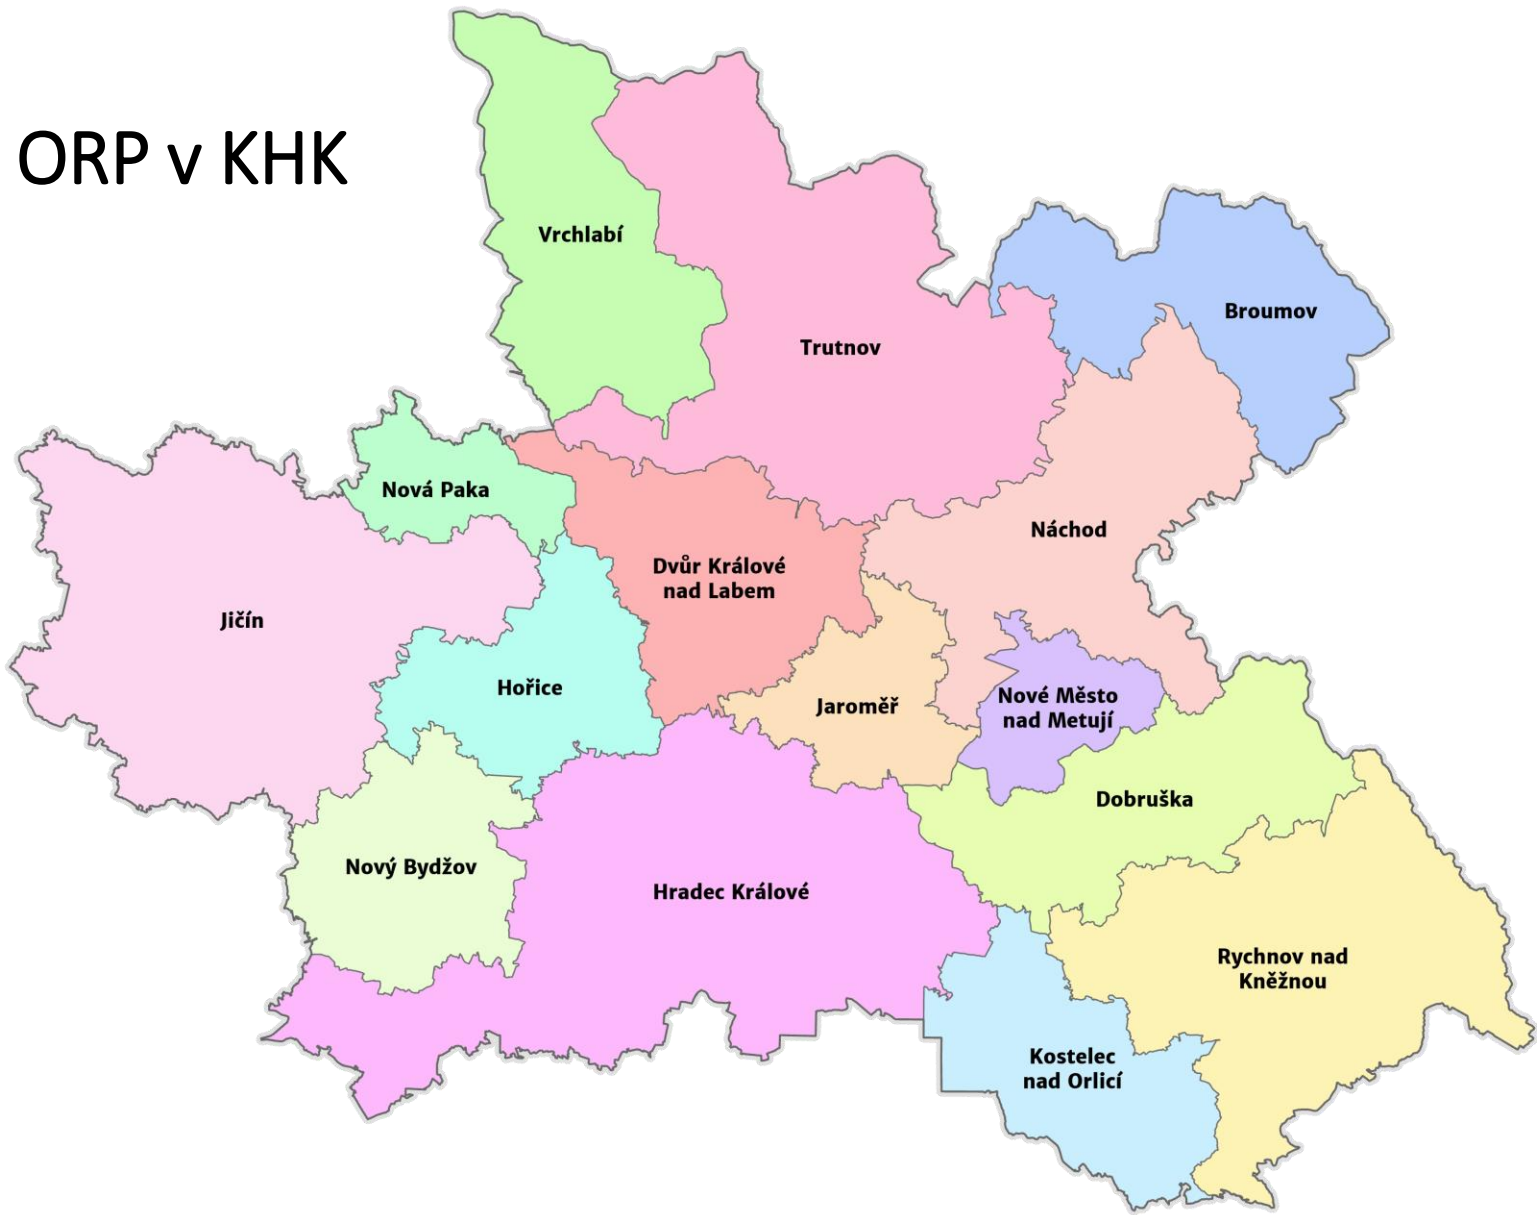 ORP v KHK
Vrchlabí
Broumov
Trutnov
Nová Paka
Náchod
Dvůr Králové
nad Labem
Jičín
Hořice
Nové Město
nad Metují
Jaroměř
Dobruška
Nový Bydžov
Hradec Králové
Rychnov nad
Kněžnou
Kostelec
nad Orlicí